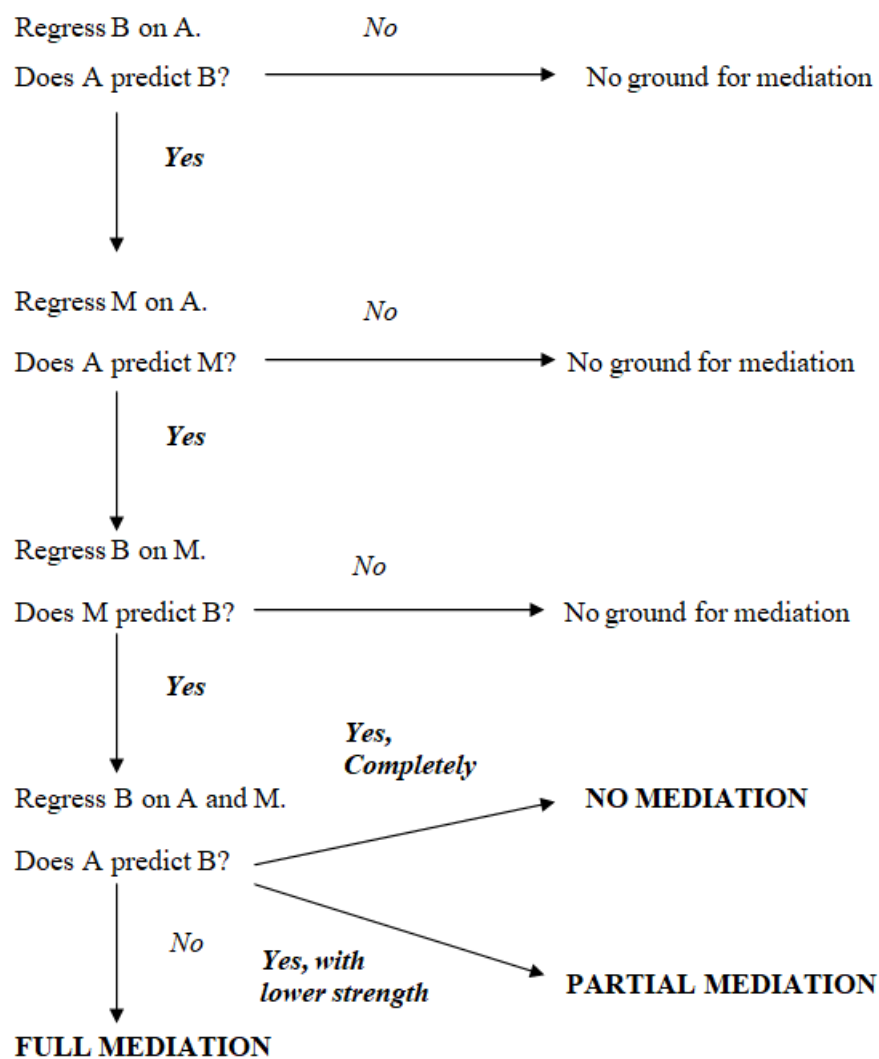 Regress B on A.
No
Does A predict B?
No ground for mediation
Yes
Regress M on A.
No
Does A predict M?
No ground for mediation
Yes
Regress B on M.
No
Does M predict B?
No ground for mediation
Yes
Yes,
Completely
Regress B on A and M.
NO MEDIATION
Does A predict B?
No
Yes, with
lower strength
PARTIAL MEDIATION
FULL MEDIATION